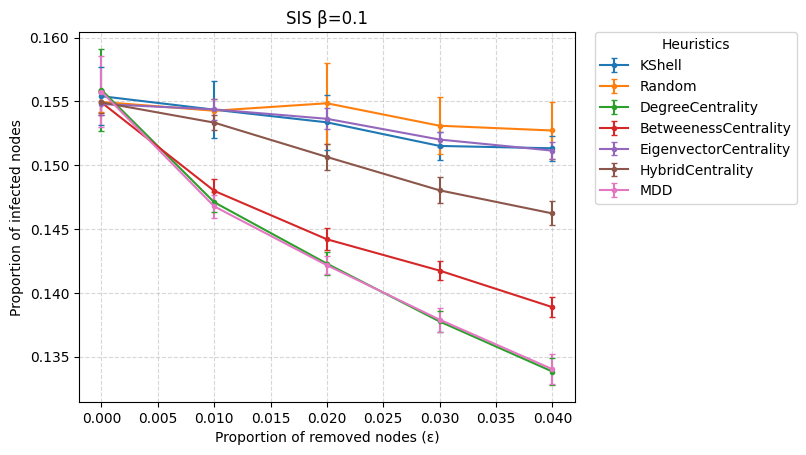 SIS β=0.1
Proportion of infected nodes
0.160
0.155
0.150
0.145
0.140
0.135
0.000 0.005 0.010 0.015 0.020 0.025 0.030 0.035 0.040
Proportion of removed nodes (ε)
Heuristics
KShell
Random
DegreeCentrality
BetweenessCentrality
EigenvectorCentrality
HybridCentrality
MDD